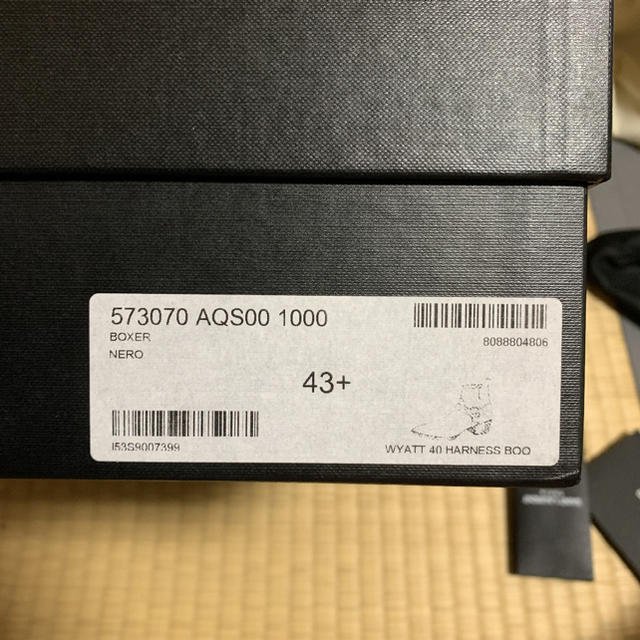 573070 AQS00 1000
BOXER
NERO
8088804806
43+
I53S9007399
WYATT 40 HARNESS BOO